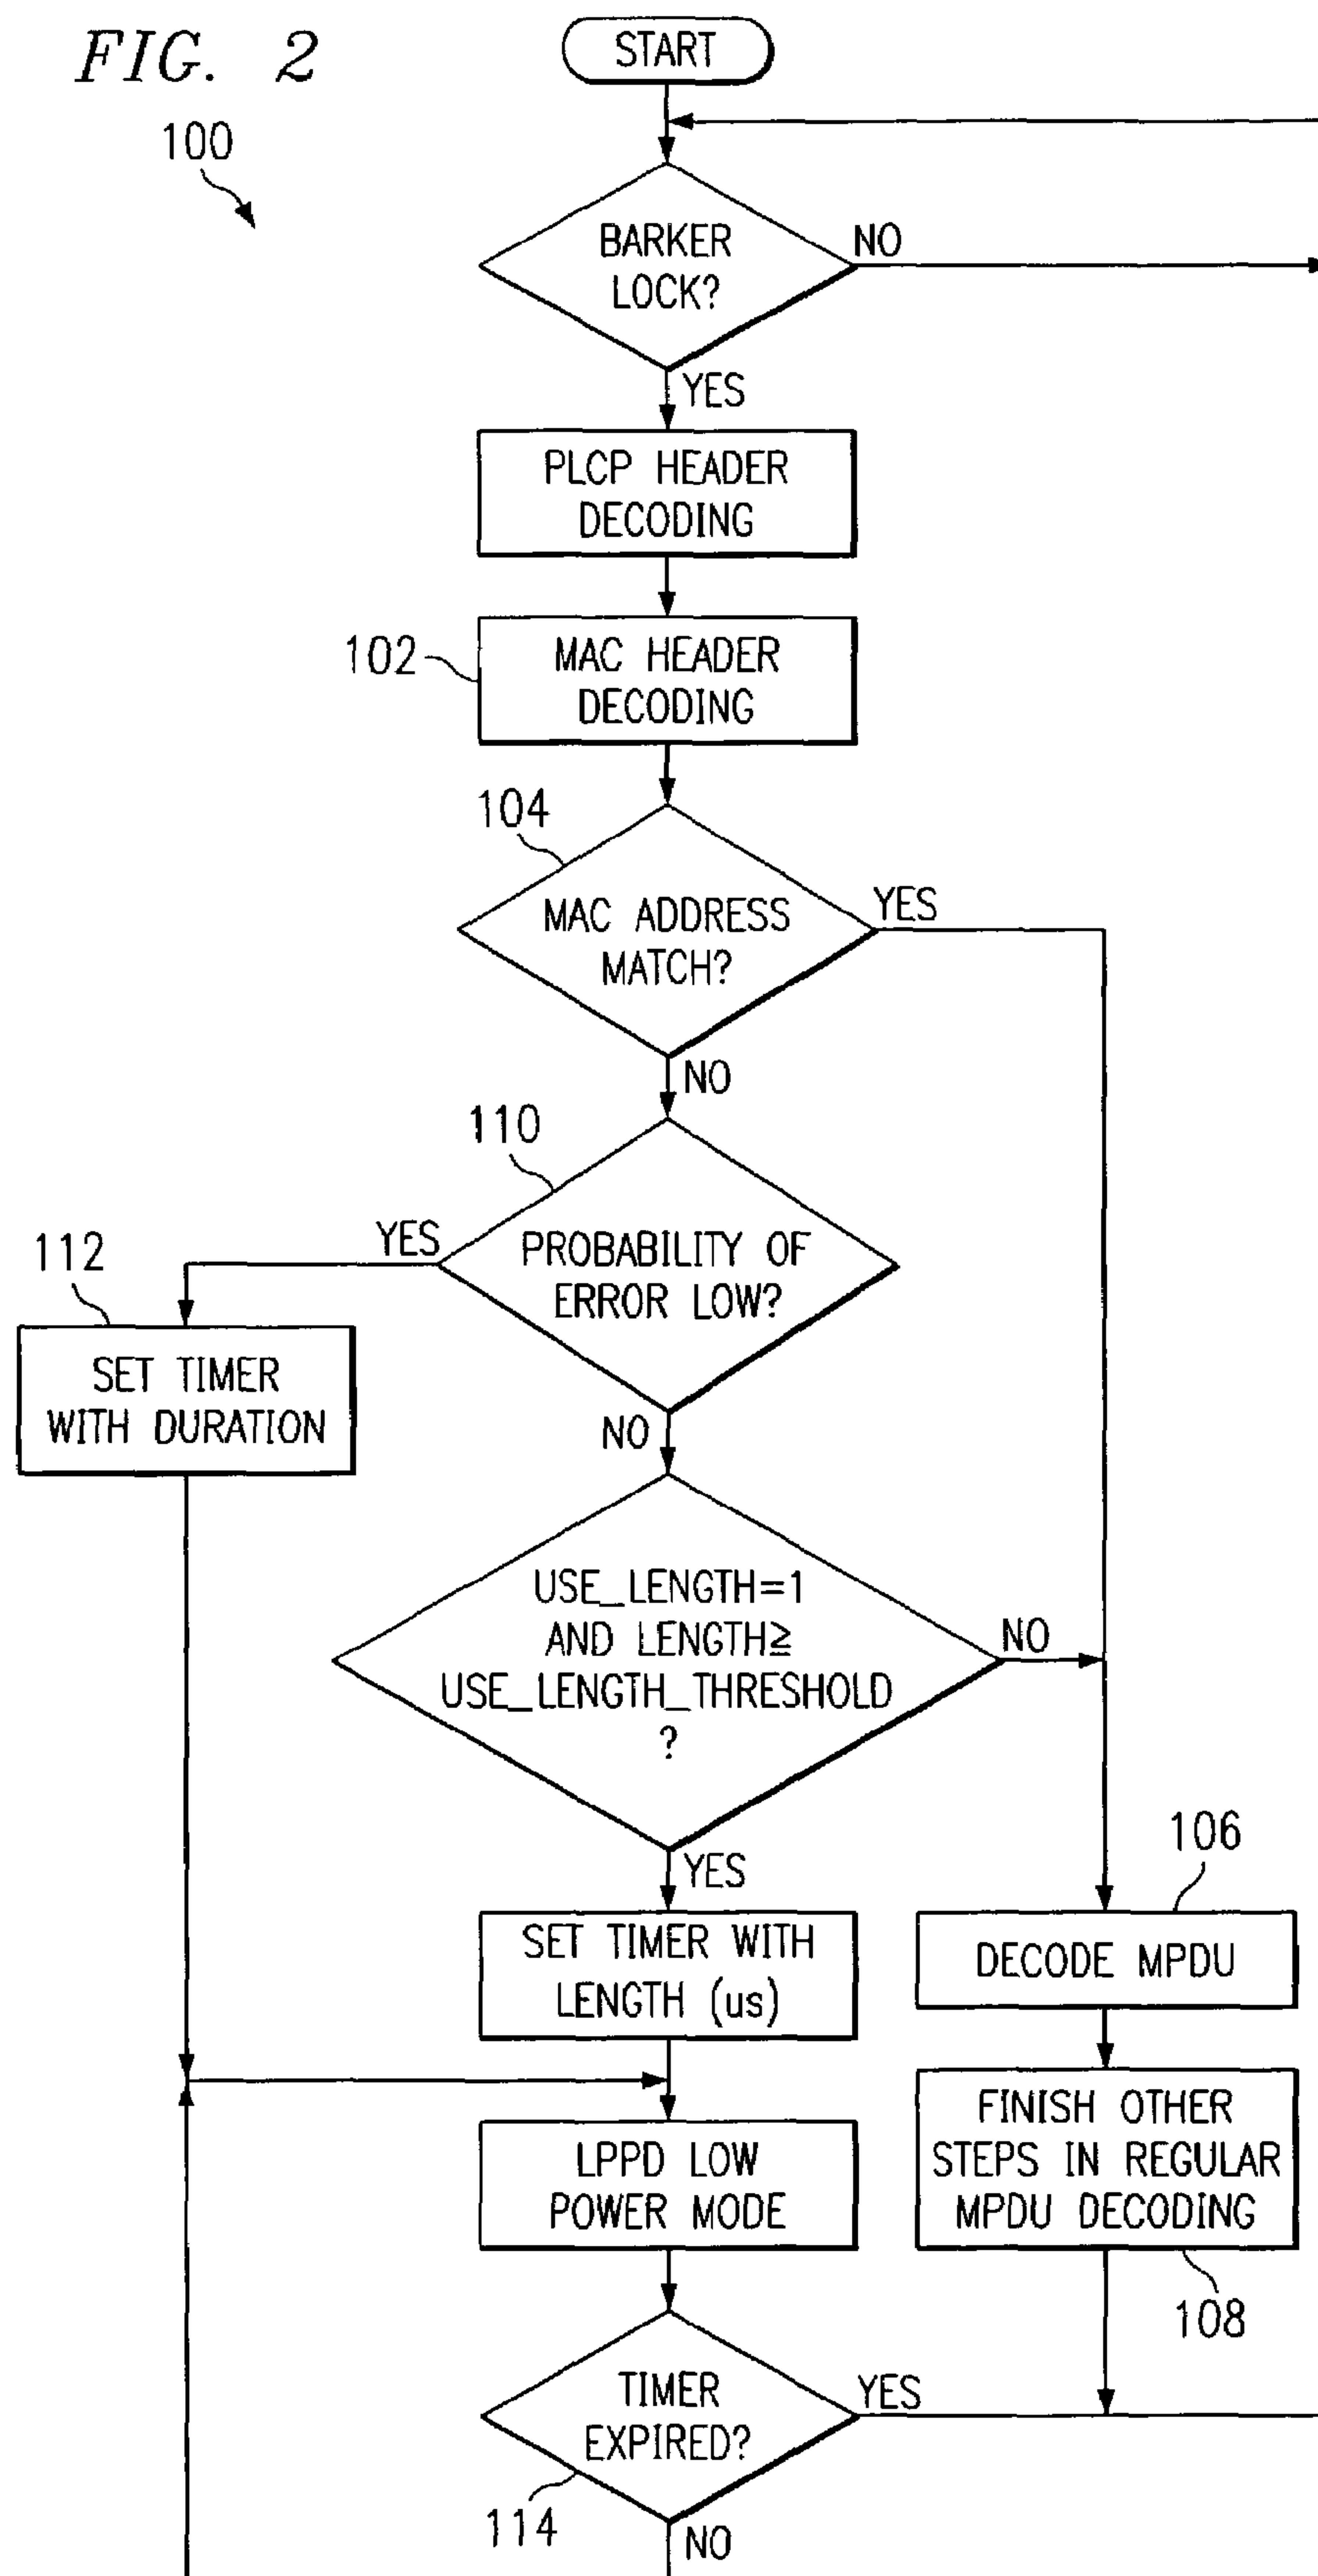 FIG. 2
START
100
BARKER
LOCK?
NO
YES
PLCP HEADER
DECODING
102
MAC HEADER
DECODING
104
MAC ADDRESS
MATCH?
YES
NO
110
PROBABILITY OF
ERROR LOW?
YES
112
SET TIMER
WITH DURATION
NO
USE_LENGTH=1
AND LENGTH≧
USE_LENGTH_THRESHOLD
?
NO
YES
106
SET TIMER WITH
LENGTH (us)
DECODE MPDU
FINISH OTHER
STEPS IN REGULAR
MPDU DECODING
108
LPPD LOW
POWER MODE
TIMER
EXPIRED?
YES
114
NO